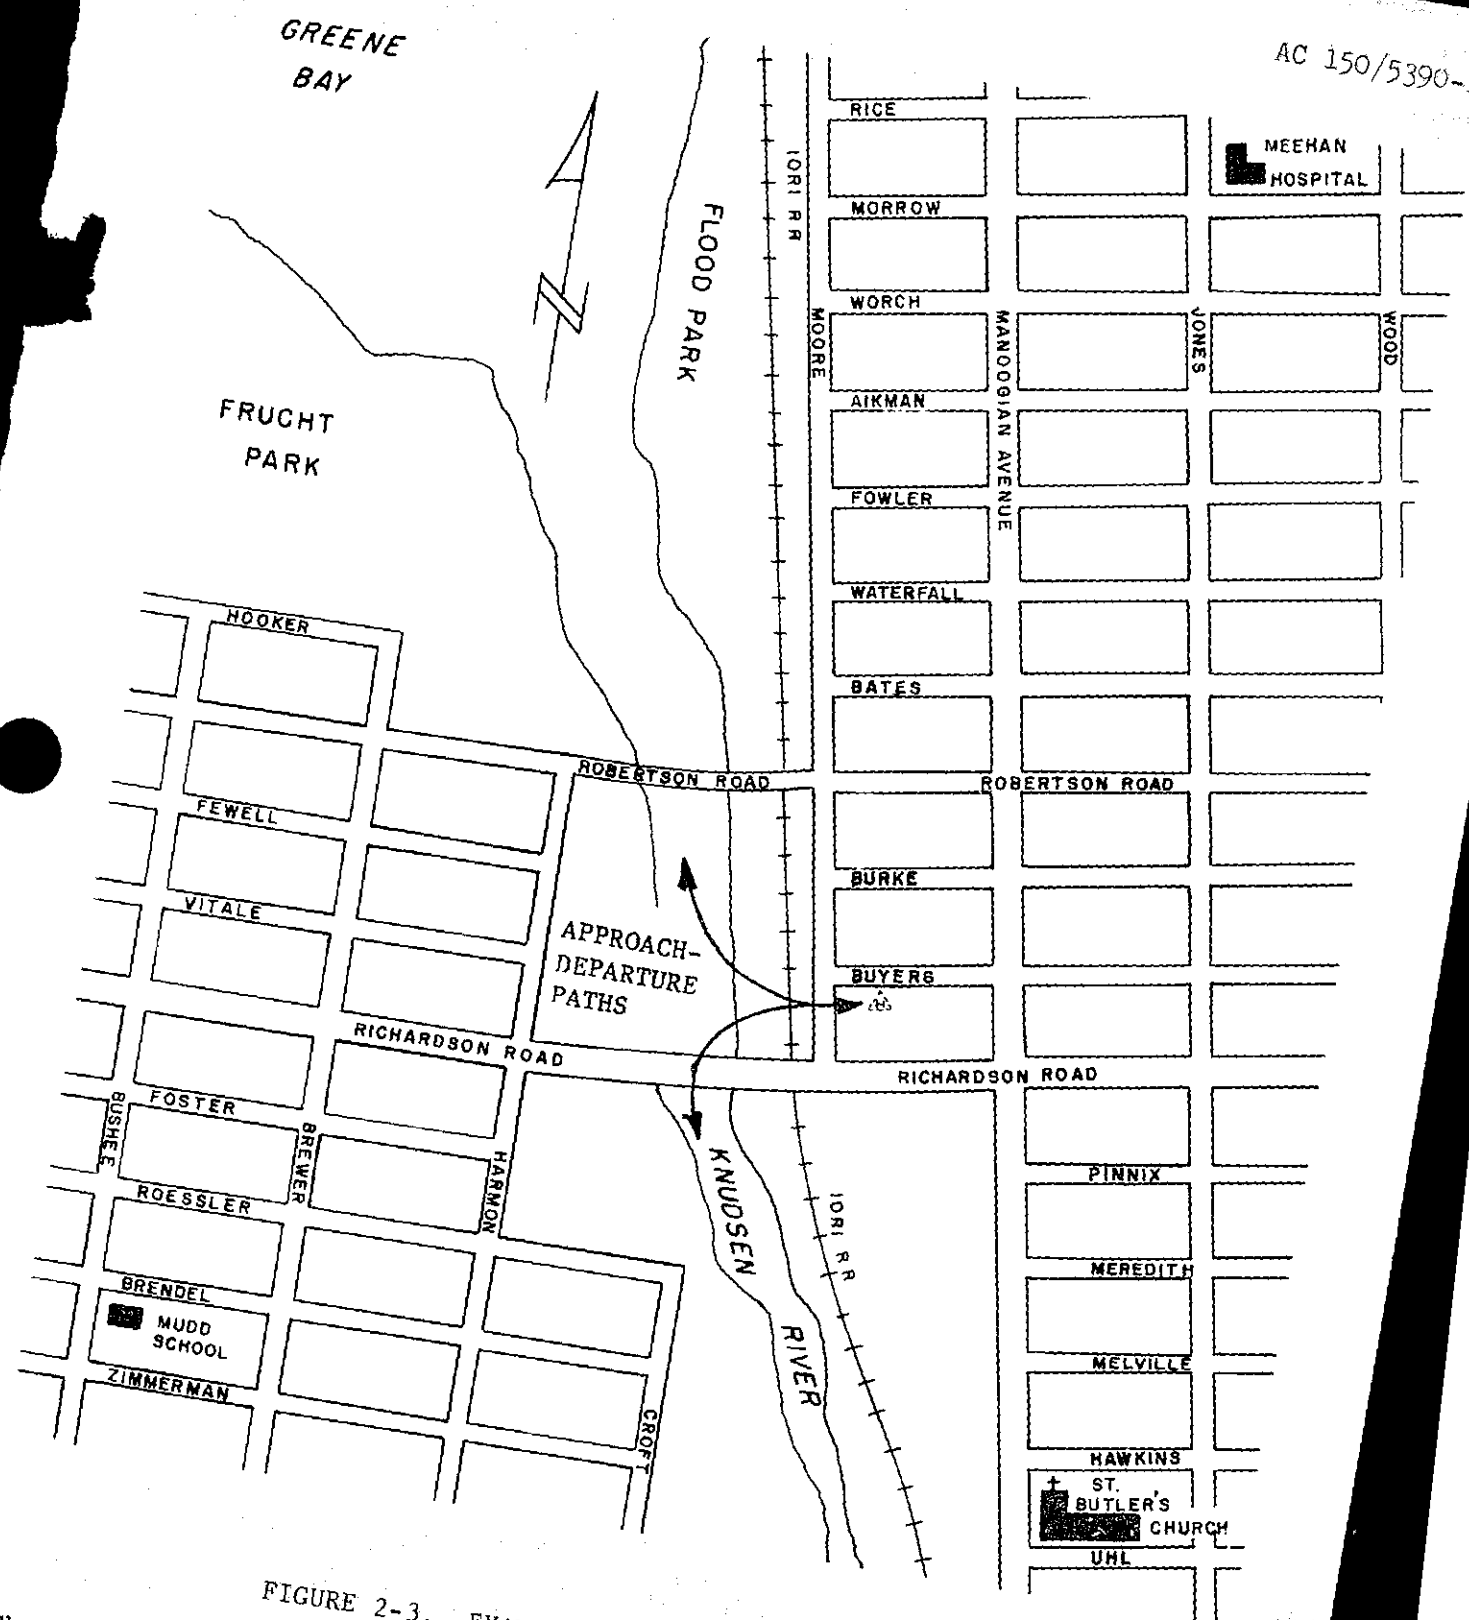 AC 150/5390-
GREENE
BAY
RICE
MEEHAN
HOSPITAL
IORI RR
FLOOD PARK
MORROW
WORCH
MOORE
MANOOGIAN AVENUE
JONES
WOOD
FRUCHT
PARK
AIKMAN
FOWLER
WATERFALL
HOOKER
BATES
ROBERTSON ROAD
ROBERTSON ROAD
FEWELL
BURKE
VITALE
APPROACH-
DEPARTURE
PATHS
BUYERS
RICHARDSON ROAD
RICHARDSON ROAD
BUSHEE
FOSTER
BREWER
HARMON
KNUDSEN
RIVER
PINNIX
ROESSLER
IORI RR
MEREDITH
BRENDEL
MUDD
SCHOOL
MELVILLE
ZIMMERMAN
CROFT
HAWKINS
ST.
BUTLER'S
CHURCH
UHL
N
H
FIGURE 2-3.